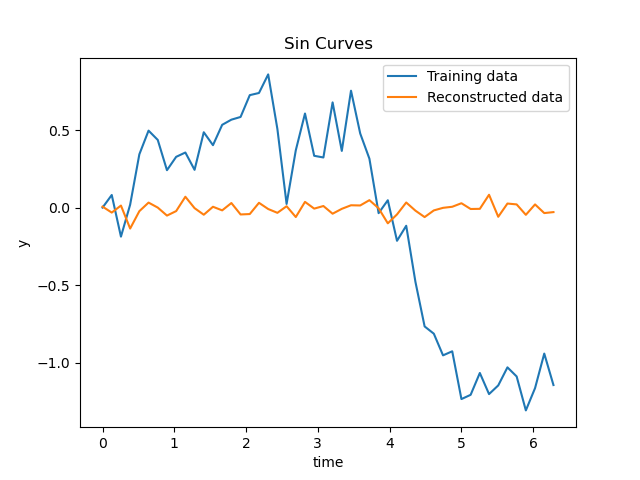 Sin Curves
Training data
Reconstructed data
y
0.5
0.0
−0.5
−1.0
0 1 2 3 4 5 6
time